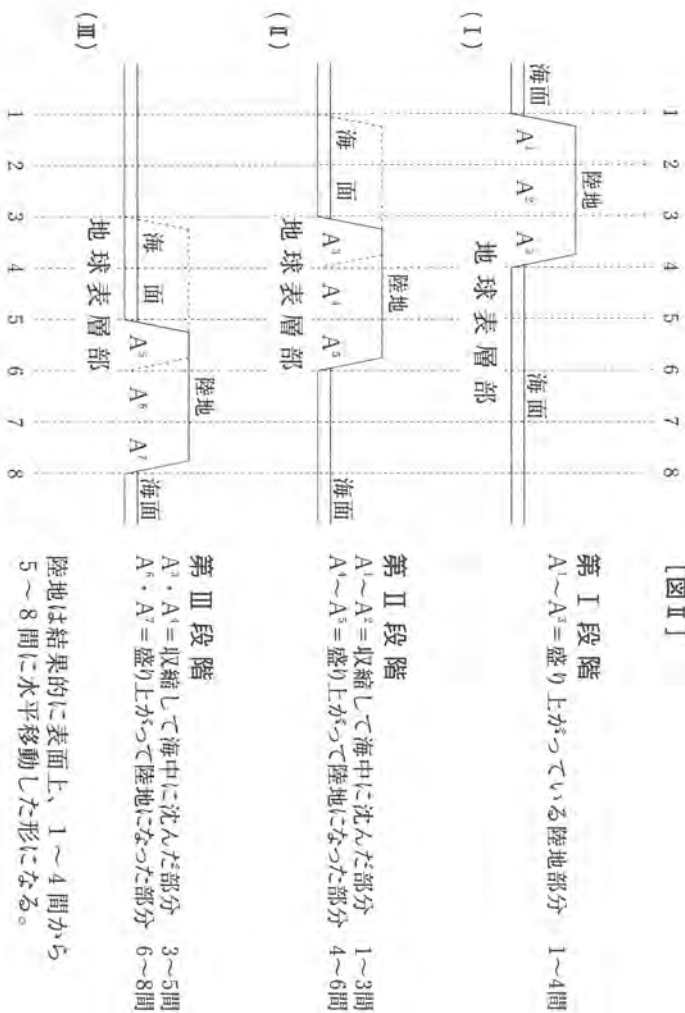 [図Ⅱ]
1 2 3 4 5 6 7 8
(Ⅰ)
陸地
海面
A¹ A² A³
海面
地球表層部
第Ⅰ段階
A¹~A³=盛り上がっている陸地部分 1~4間
(Ⅱ)
陸地
海面
A³ A⁴ A⁵
海面
地球表層部
第Ⅱ段階
A¹~A²=収縮して海中に沈んだ部分 1~3間
A⁴~A⁵=盛り上がって陸地になった部分 4~6間
(Ⅲ)
陸地
海面
A⁵ A⁶ A⁷
海面
地球表層部
第Ⅲ段階
A³・A⁴=収縮して海中に沈んだ部分 3~5間
A⁶・A⁷=盛り上がって陸地になった部分 6~8間
1 2 3 4 5 6 7 8
陸地は結果的に表面上、1~4間から
5~8間に水平移動した形になる。